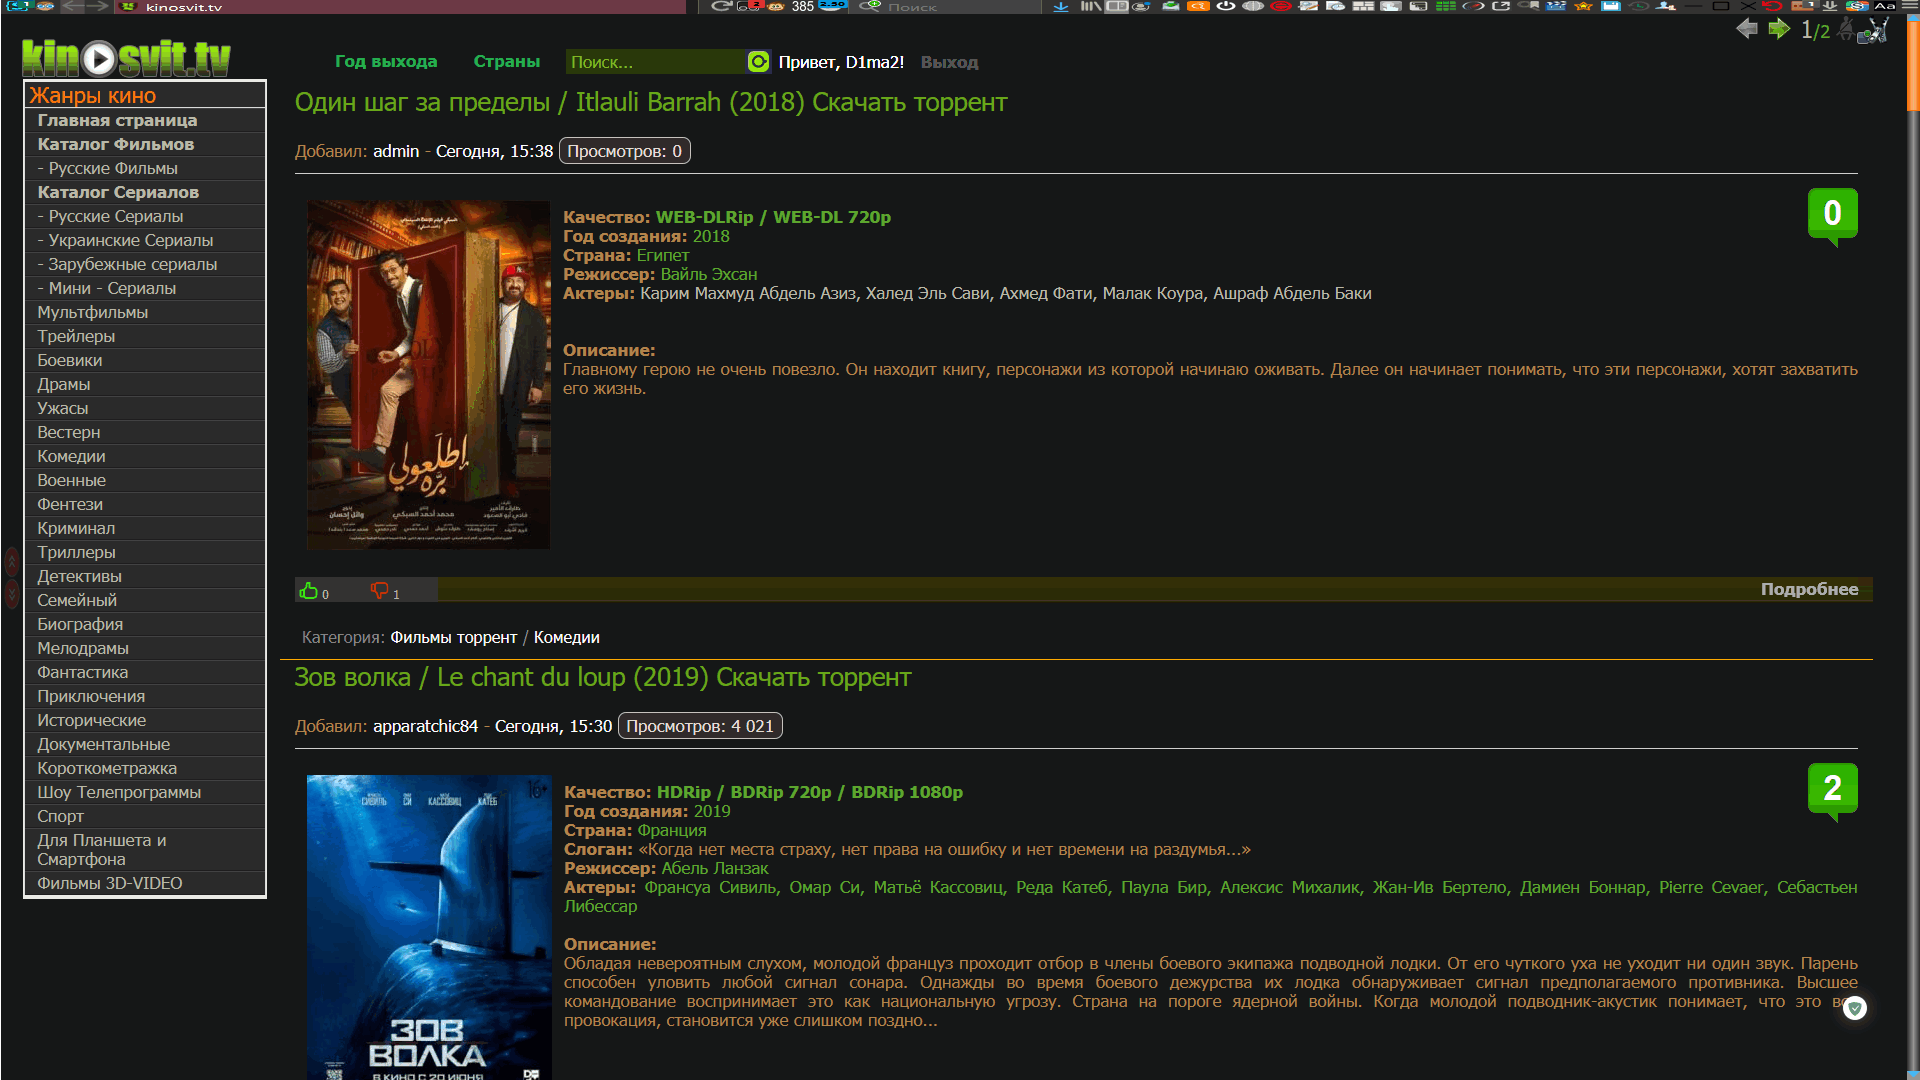 kinosvit.tv
385
2.50
Поиск
Aa
1/2
kinosvit.tv
Год выхода
Страны
Поиск...
Привет, D1ma2!
Выход
Жанры кино
Главная страница
Каталог Фильмов
- Русские Фильмы
Каталог Сериалов
- Русские Сериалы
- Украинские Сериалы
- Зарубежные сериалы
- Мини - Сериалы
Мультфильмы
Трейлеры
Боевики
Драмы
Ужасы
Вестерн
Комедии
Военные
Фентези
Криминал
Триллеры
Детективы
Семейный
Биография
Мелодрамы
Фантастика
Приключения
Исторические
Документальные
Короткометражка
Шоу Телепрограммы
Спорт
Для Планшета и
Смартфона
Фильмы 3D-VIDEO
Один шаг за пределы / Itlauli Barrah (2018) Скачать торрент
Добавил: admin - Сегодня, 15:38 Просмотров: 0
0
إطلعولي
بره
Качество: WEB-DLRip / WEB-DL 720p
Год создания: 2018
Страна: Египет
Режиссер: Вайль Эхсан
Актеры: Карим Махмуд Абдель Азиз, Халед Эль Сави, Ахмед Фати, Малак Коура, Ашраф Абдель Баки
Описание:
Главному герою не очень повезло. Он находит книгу, персонажи из которой начинаю оживать. Далее он начинает понимать, что эти персонажи, хотят захватить
его жизнь.
0
1
Подробнее
Категория: Фильмы торрент / Комедии
Зов волка / Le chant du loup (2019) Скачать торрент
Добавил: apparatchic84 - Сегодня, 15:30 Просмотров: 4 021
2
16+
СИВИЛЬ СИ КАССОВИЦ КАТЕБ
ЗОВ
ВОЛКА
В КИНО С 20 ИЮНЯ
Качество: HDRip / BDRip 720p / BDRip 1080p
Год создания: 2019
Страна: Франция
Слоган: «Когда нет места страху, нет права на ошибку и нет времени на раздумья...»
Режиссер: Абель Ланзак
Актеры: Франсуа Сивиль, Омар Си, Матьё Кассовиц, Реда Катеб, Паула Бир, Алексис Михалик, Жан-Ив Бертело, Дамиен Боннар, Pierre Cevaer, Себастьен
Либессар
Описание:
Обладая невероятным слухом, молодой француз проходит отбор в члены боевого экипажа подводной лодки. От его чуткого уха не уходит ни один звук. Парень
способен уловить любой сигнал сонара. Однажды во время боевого дежурства их лодка обнаруживает сигнал предполагаемого противника. Высшее
командование воспринимает это как национальную угрозу. Страна на пороге ядерной войны. Когда молодой подводник-акустик понимает, что это
провокация, становится уже слишком поздно...